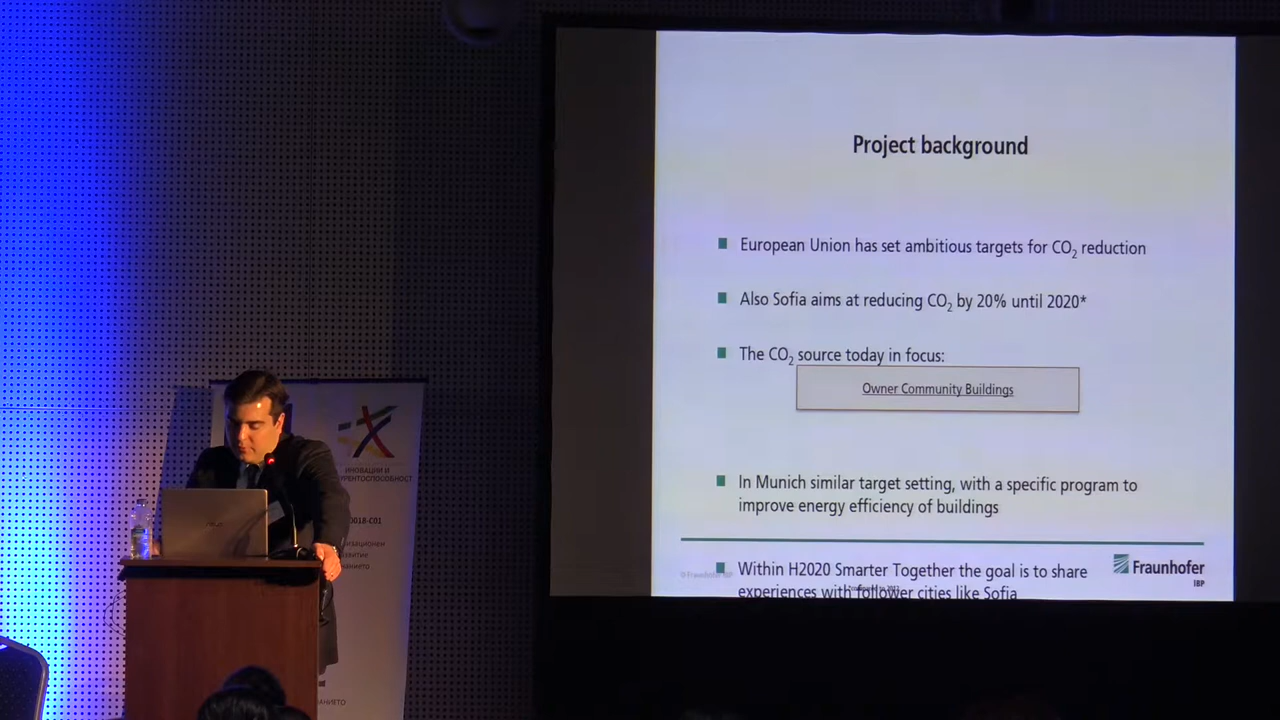 Project background
European Union has set ambitious targets for CO2 reduction
Also Sofia aims at reducing CO2 by 20% until 2020*
The CO2 source today in focus:
Owner Community Buildings
In Munich similar target setting, with a specific program to
improve energy efficiency of buildings
Within H2020 Smarter Together the goal is to share
experiences with follower cities like Sofia
© Fraunhofer IBP
Fraunhofer
IBP
ИНОВАЦИИ И